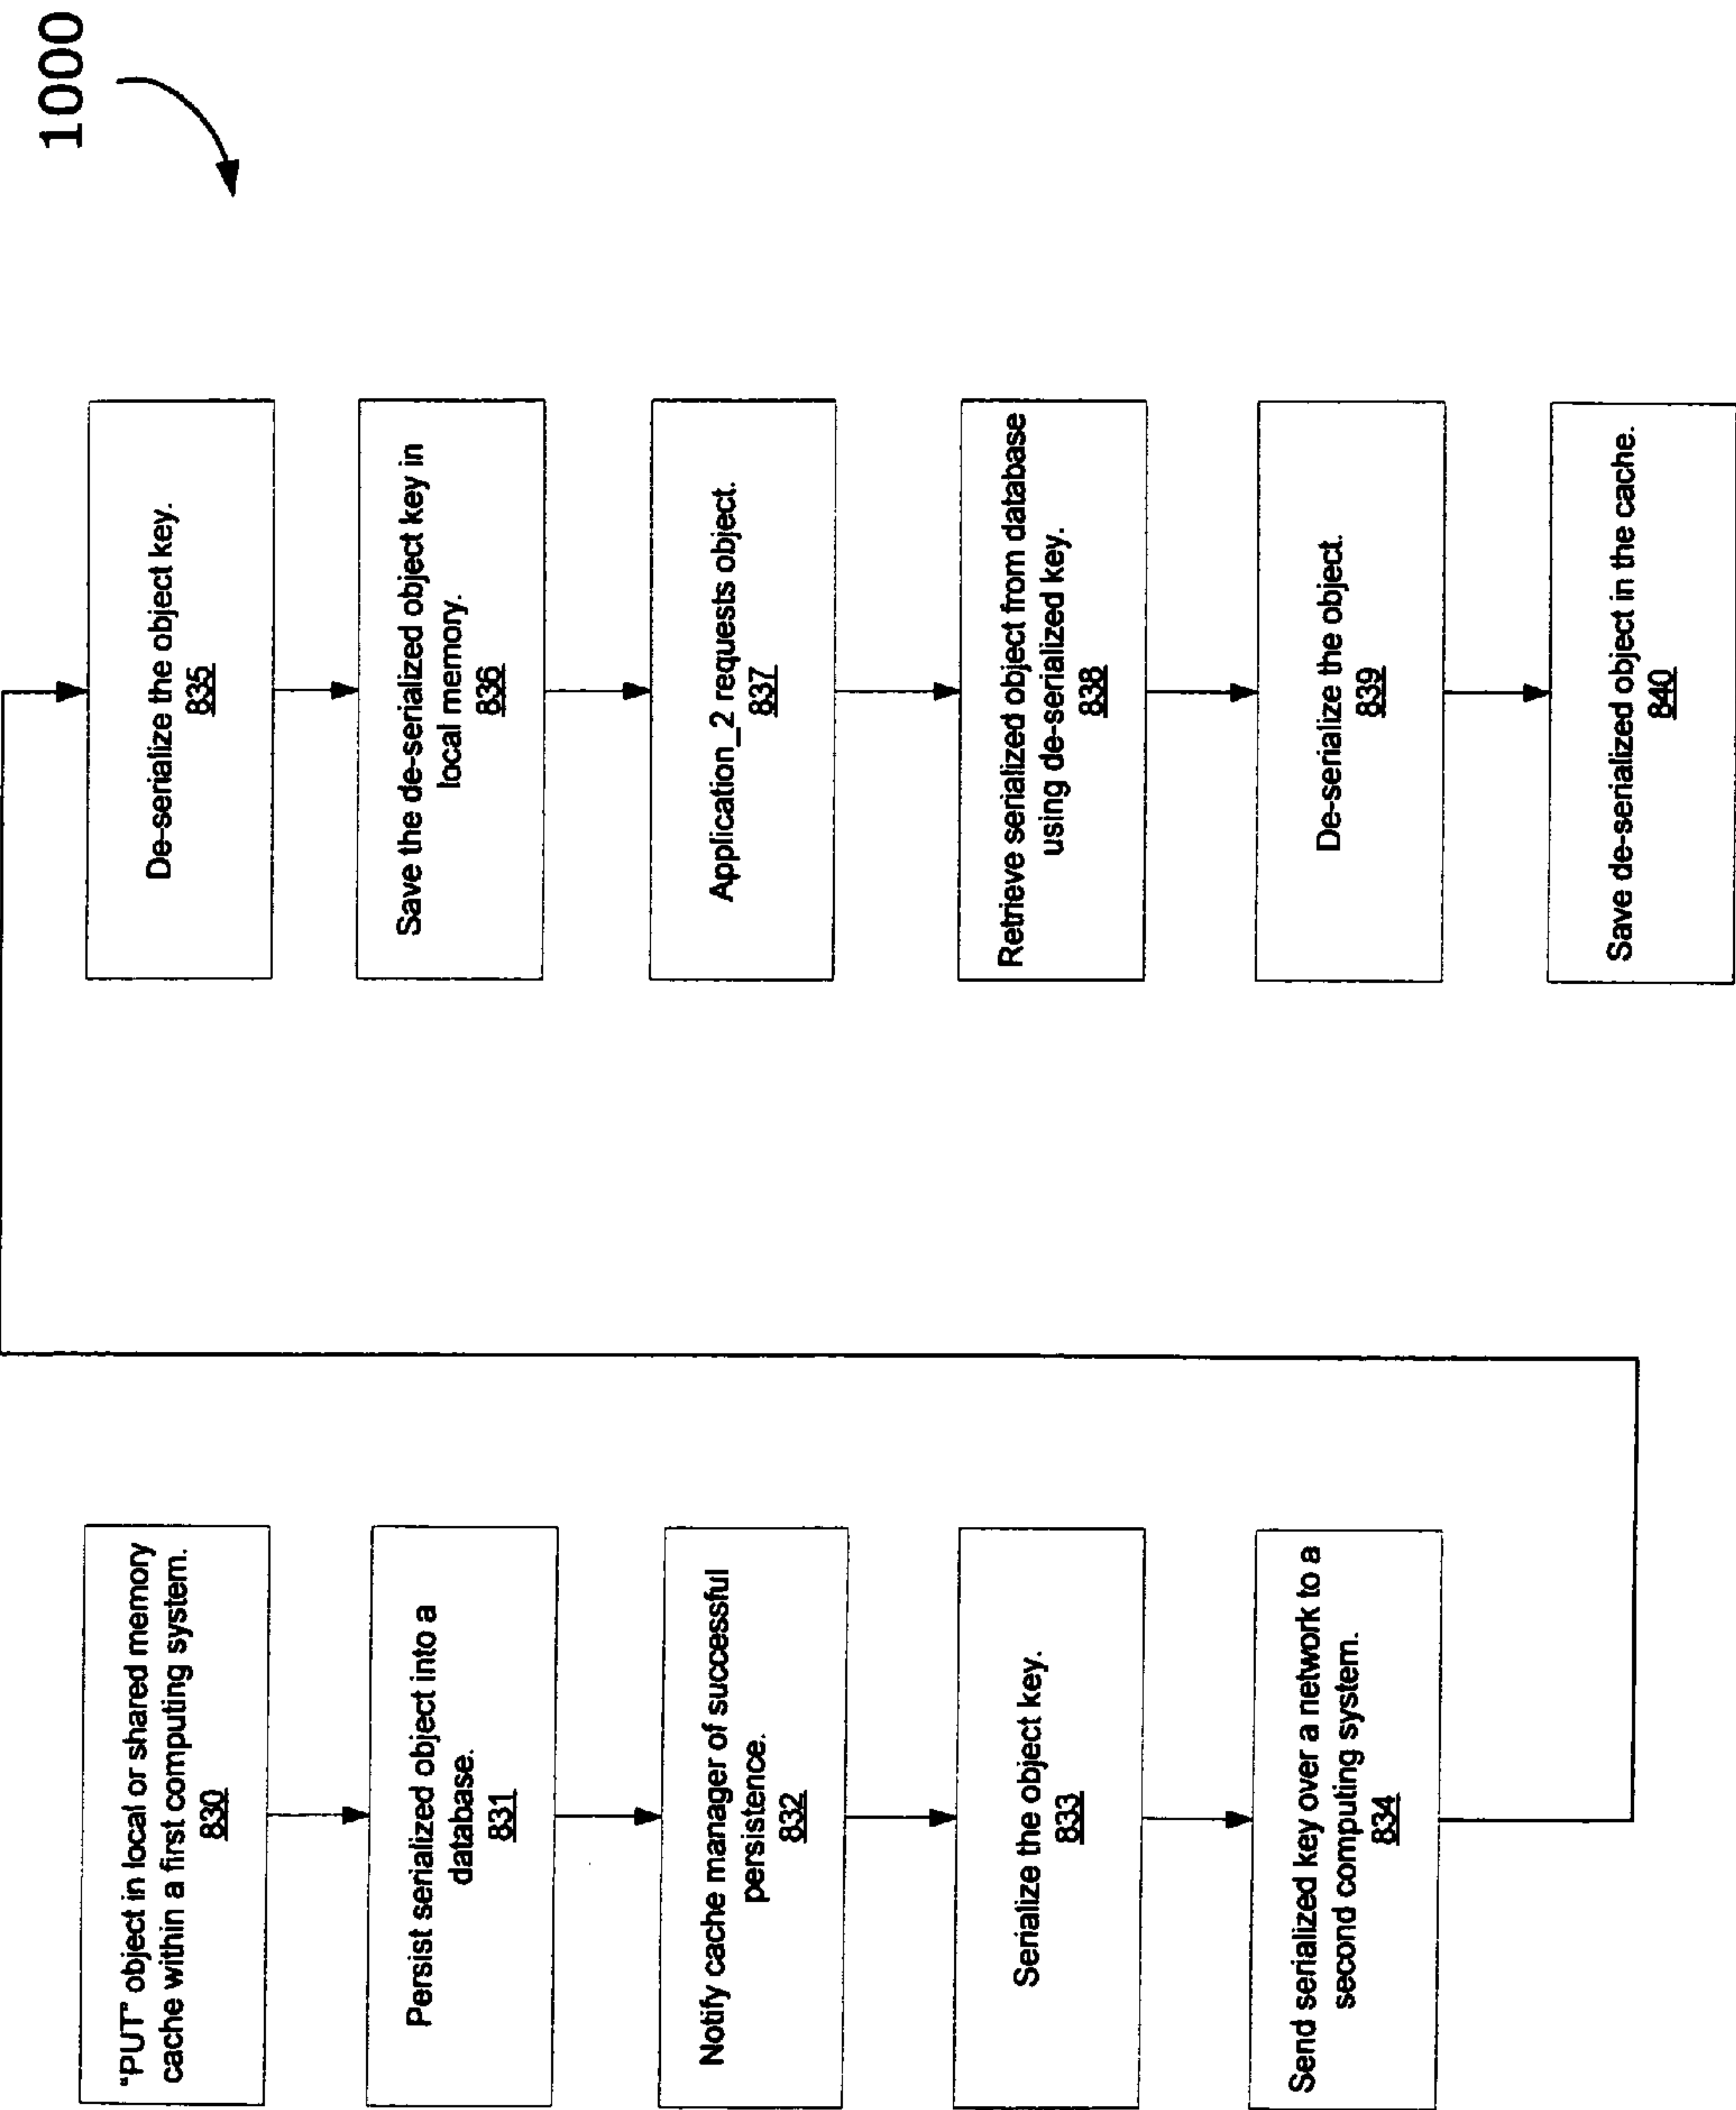 1000
"PUT" object in local or shared memory
cache within a first computing system.
830
Persist serialized object into a
database.
831
Notify cache manager of successful
persistence.
832
Serialize the object key.
833
Send serialized key over a network to a
second computing system.
834
De-serialize the object key.
835
Save the de-serialized object key in
local memory.
836
Application_2 requests object.
837
Retrieve serialized object from database
using de-serialized key.
838
De-serialize the object.
839
Save de-serialized object in the cache.
840